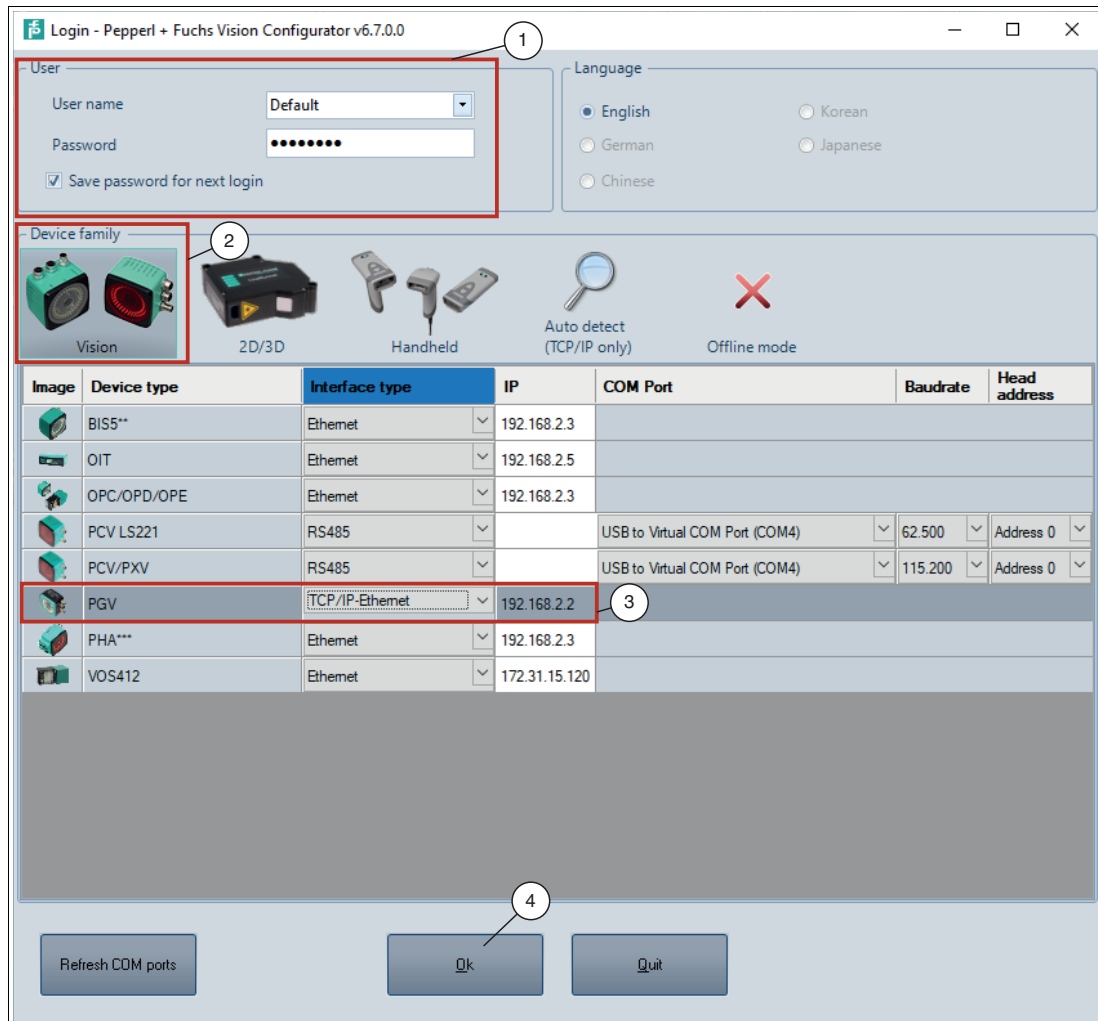 Login - Pepperl + Fuchs Vision Configurator v6.7.0.0
1
User
User name Default
Password ●●●●●●●●
Save password for next login
Language
English Korean
German Japanese
Chinese
Device family
2
Vision
2D/3D
Handheld
Auto detect
(TCP/IP only)
Offline mode
Image Device type Interface type IP COM Port Baudrate Head address
BIS5** Ethernet 192.168.2.3
OIT Ethernet 192.168.2.5
OPC/OPD/OPE Ethernet 192.168.2.3
PCV LS221 RS485 USB to Virtual COM Port (COM4) 62.500 Address 0
PCV/PXV RS485 USB to Virtual COM Port (COM4) 115.200 Address 0
PGV TCP/IP-Ethernet 192.168.2.2 3
PHA*** Ethernet 192.168.2.3
VOS412 Ethernet 172.31.15.120
4
Refresh COM ports Ok Quit